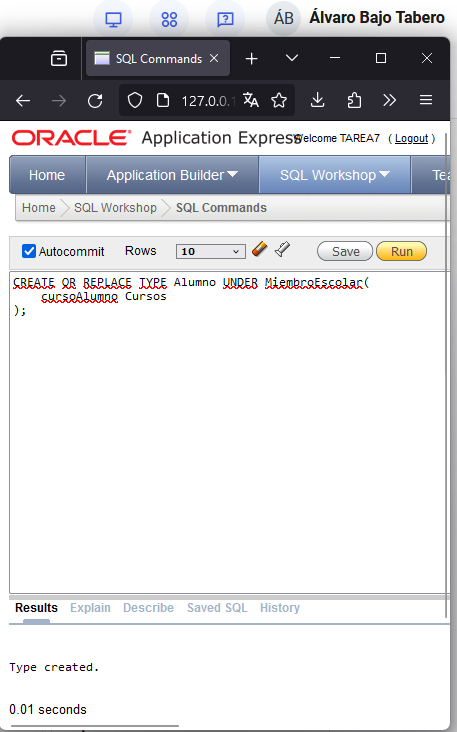 ÁB Álvaro Bajo Tabero
SQL Commands
127.0.0.1
ORACLE Application Express Welcome TAREA7 ( Logout )
Home Application Builder SQL Workshop
Home SQL Workshop SQL Commands
Autocommit Rows 10 Save Run
CREATE OR REPLACE TYPE Alumno UNDER MiembroEscolar(
cursoAlumno Cursos
);
Results Explain Describe Saved SQL History
Type created.
0.01 seconds